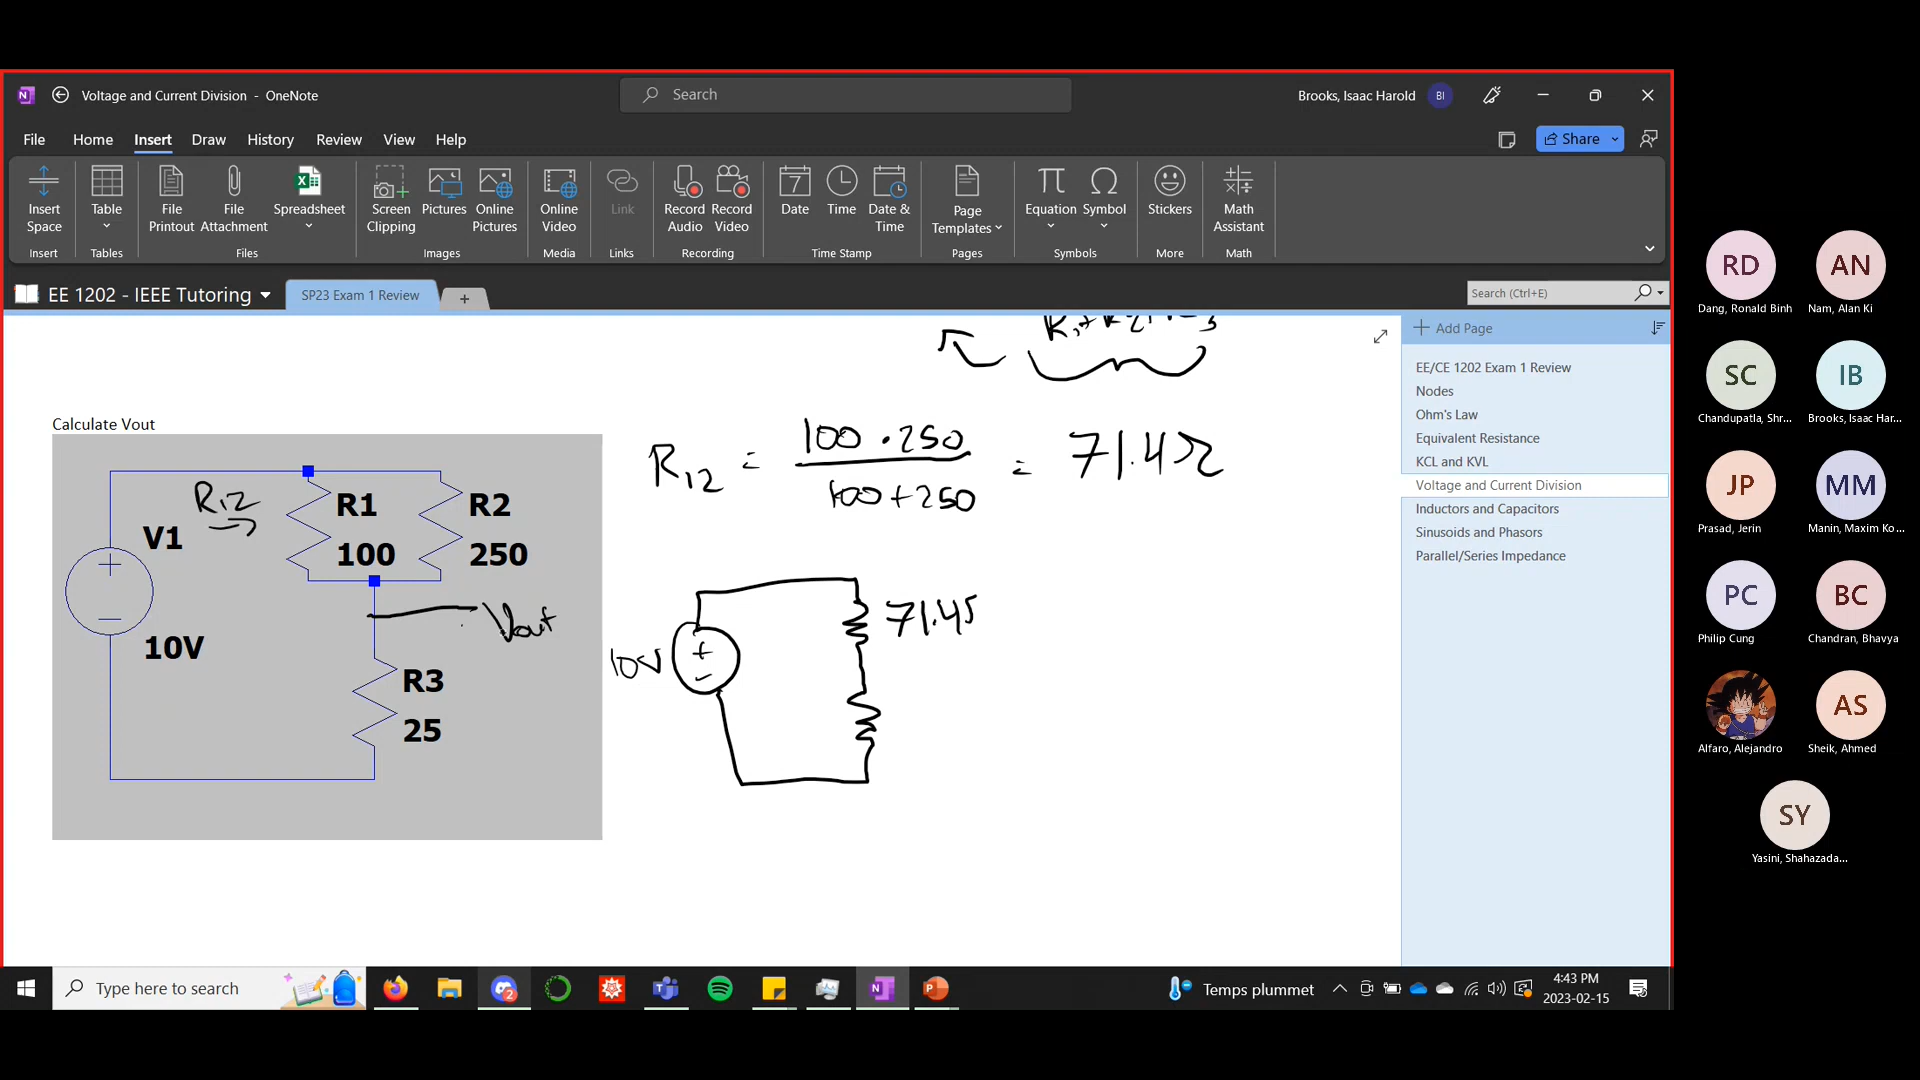 Voltage and Current Division - OneNote
Search
Brooks, Isaac Harold
BI
File Home Insert Draw History Review View Help
Share
Insert Space
Table
File Printout
File Attachment
Spreadsheet
Screen Clipping
Pictures
Online Pictures
Online Video
Link
Record Audio
Record Video
Date
Time
Date & Time
Page Templates
Equation
Symbol
Stickers
Math Assistant
Insert Tables Files Images Media Links Recording Time Stamp Pages Symbols More Math
EE 1202 - IEEE Tutoring
SP23 Exam 1 Review
+
Search (Ctrl+E)
Add Page
EE/CE 1202 Exam 1 Review
Nodes
Ohm's Law
Equivalent Resistance
KCL and KVL
Voltage and Current Division
Inductors and Capacitors
Sinusoids and Phasors
Parallel/Series Impedance
Calculate Vout
R12
V1
+
−
10V
R1
100
R2
250
Vout
R3
25
R12 = 100 · 250 / 100 + 250 = 71.4Ω
10V
+
−
71.45
RD
Dang, Ronald Binh
AN
Nam, Alan Ki
SC
Chandupatla, Shr...
IB
Brooks, Isaac Har...
JP
Prasad, Jerin
MM
Manin, Maxim Ko...
PC
Philip Cung
BC
Chandran, Bhavya
Alfaro, Alejandro
AS
Sheik, Ahmed
SY
Yasini, Shahazada...
Type here to search
2
Temps plummet
4:43 PM
2023-02-15